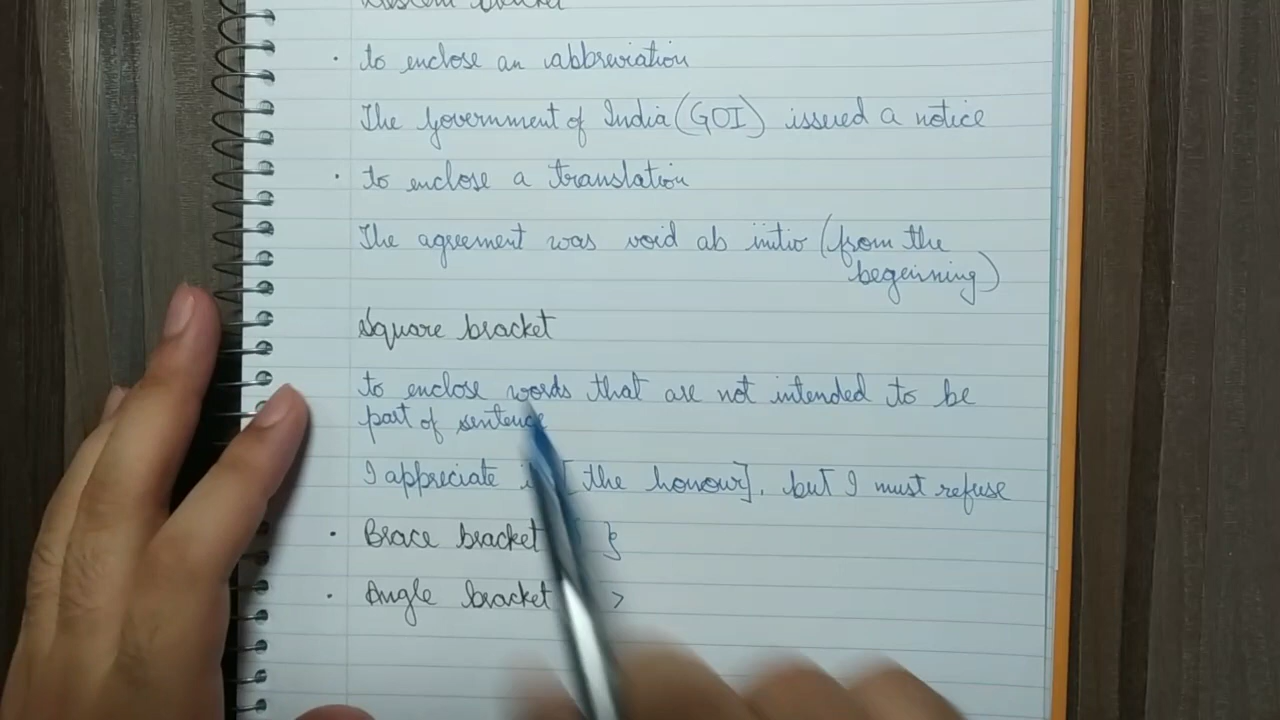 · to enclose an abbreviation
The Government of India (GOI) issued a notice
· to enclose a translation
The agreement was void ab initio (from the
beginning)
Square bracket
to enclose words that are not intended to be
part of sentence
I appreciate [the honour], but I must refuse
· Brace bracket }
· Angle bracket >